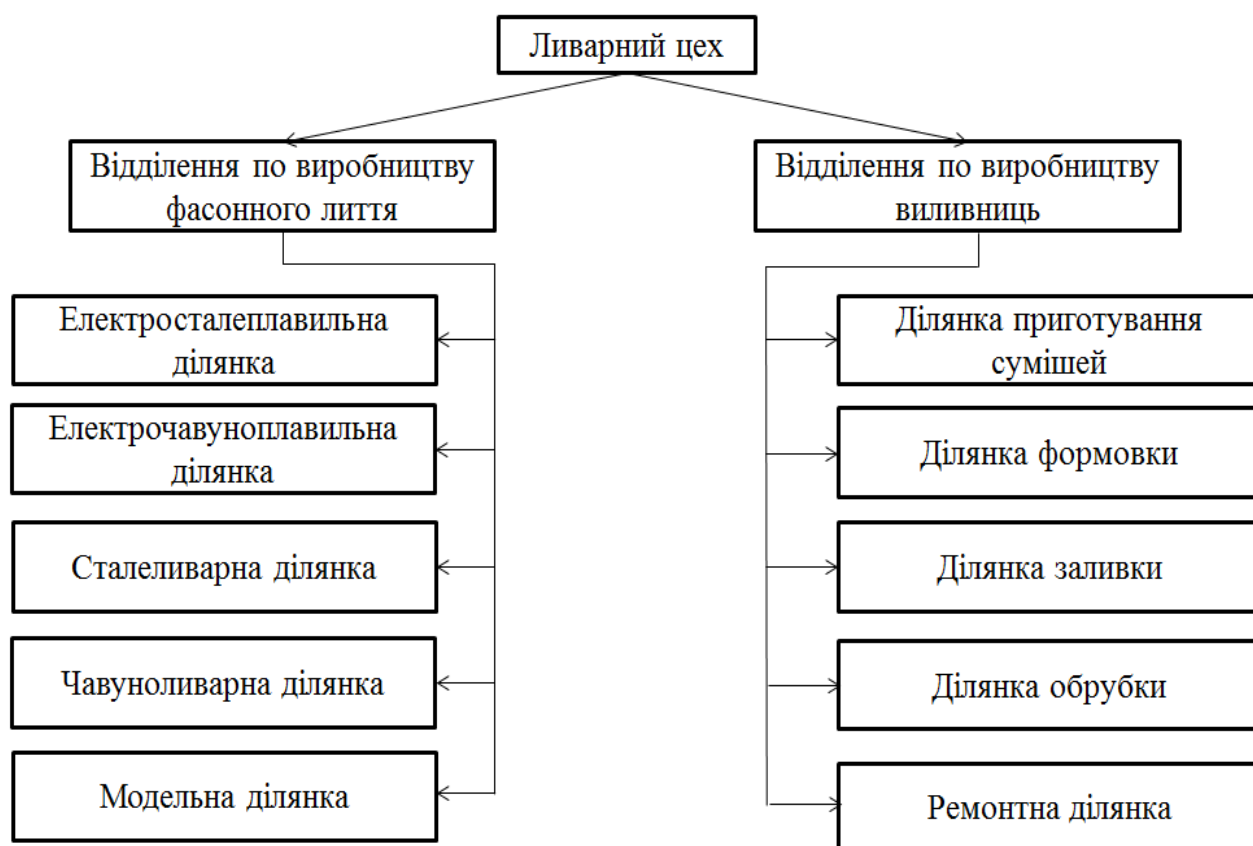 Ливарний цех
Відділення по виробництву
фасонного лиття
Відділення по виробництву
виливниць
Електросталеплавильна
ділянка
Електрочавуноплавильна
ділянка
Сталеливарна ділянка
Чавуноливарна ділянка
Модельна ділянка
Ділянка приготування
сумішей
Ділянка формовки
Ділянка заливки
Ділянка обрубки
Ремонтна ділянка